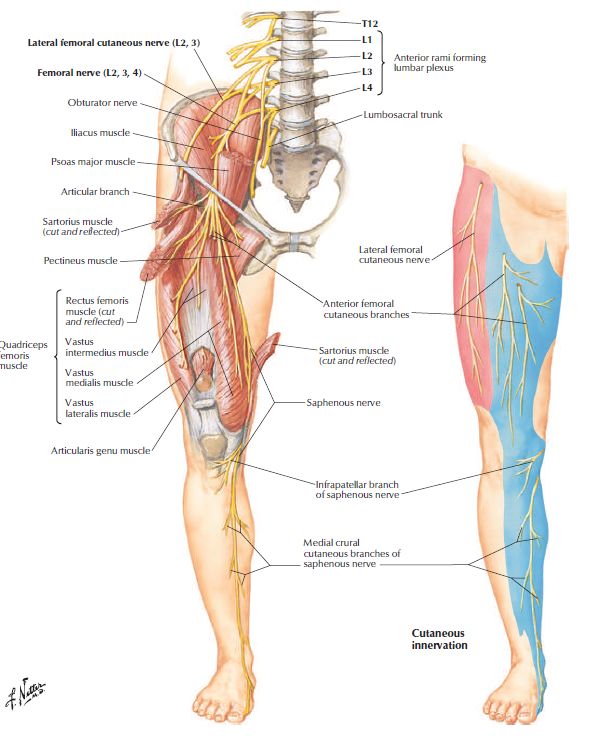 T12
Lateral femoral cutaneous nerve (L2, 3)
L1
L2
Anterior rami forming
lumbar plexus
Femoral nerve (L2, 3, 4)
L3
L4
Obturator nerve
Lumbosacral trunk
Iliacus muscle
Psoas major muscle
Articular branch
Sartorius muscle
(cut and reflected)
Lateral femoral
cutaneous nerve
Pectineus muscle
Quadriceps
femoris
muscle
Rectus femoris
muscle (cut
and reflected)
Vastus
intermedius muscle
Vastus
medialis muscle
Vastus
lateralis muscle
Anterior femoral
cutaneous branches
Sartorius muscle
(cut and reflected)
Saphenous nerve
Articularis genu muscle
Infrapatellar branch
of saphenous nerve
Medial crural
cutaneous branches of
saphenous nerve
Cutaneous
innervation
F. Netter
M.D.